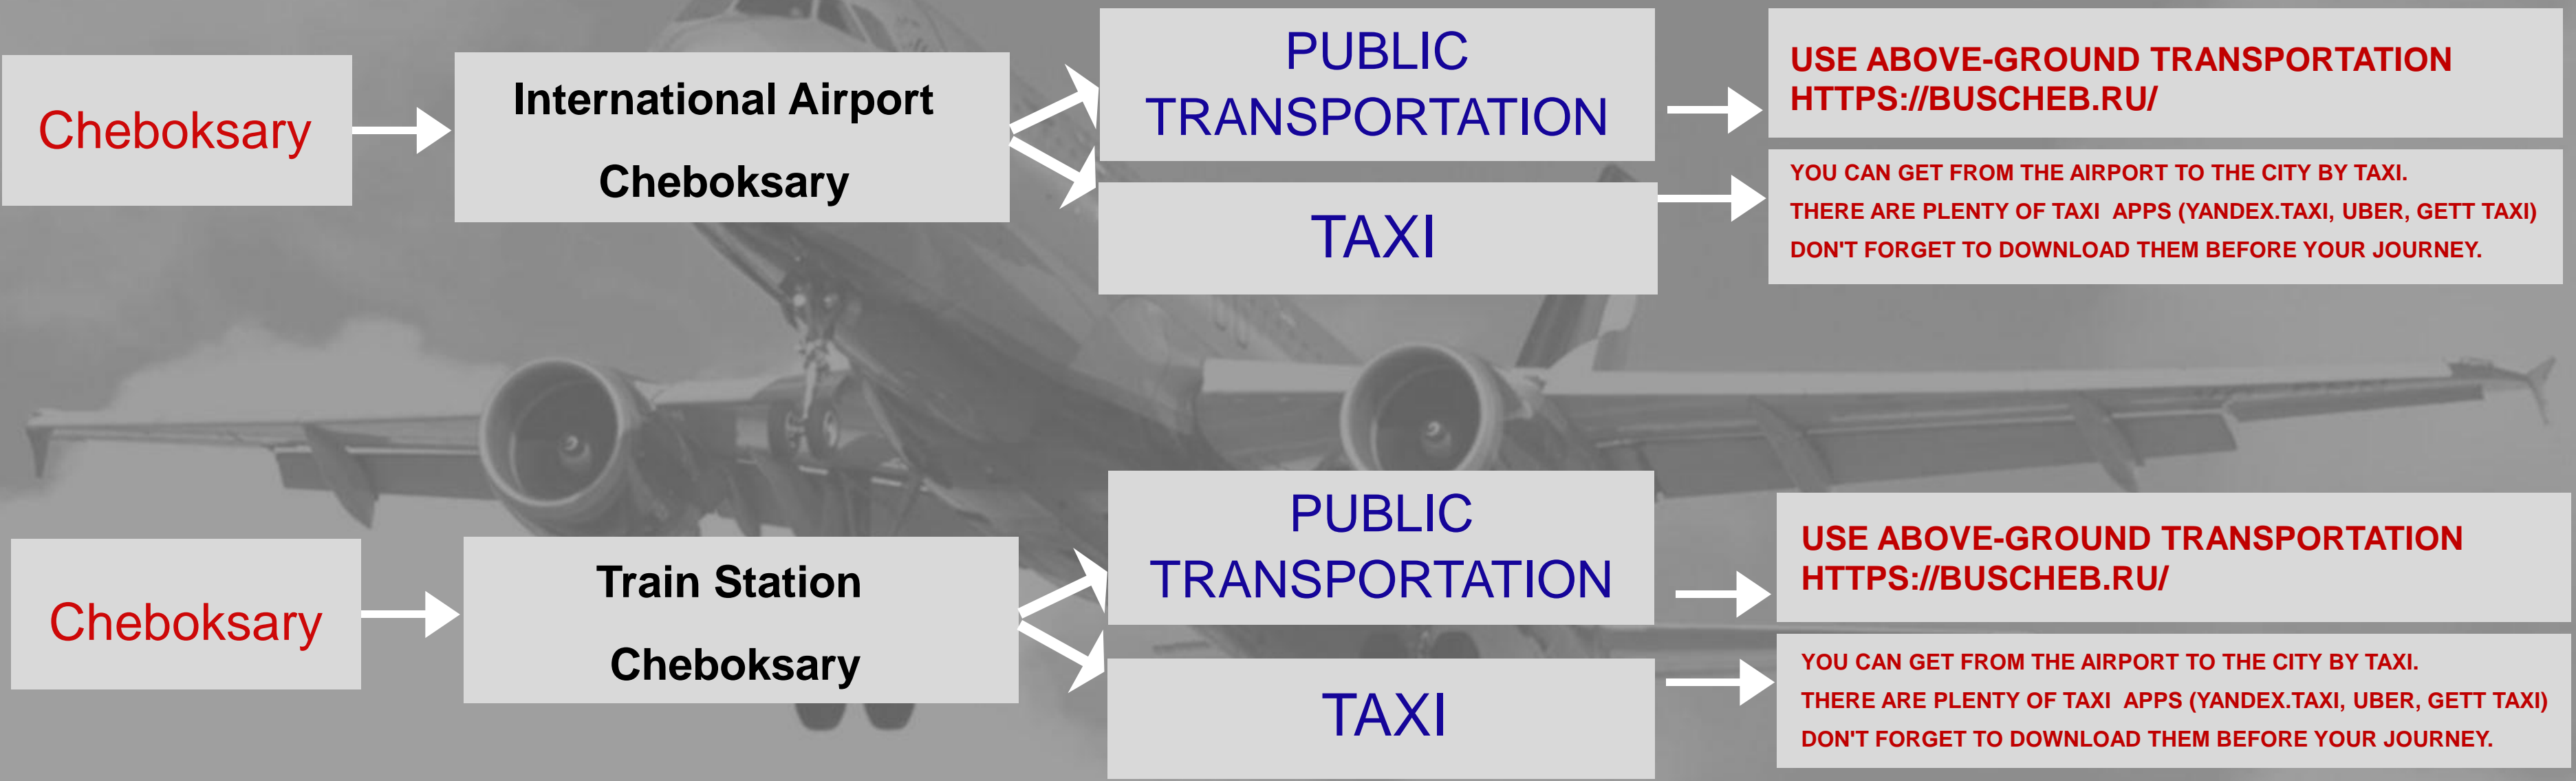 Cheboksary
International Airport
Cheboksary
PUBLIC
TRANSPORTATION
TAXI
USE ABOVE-GROUND TRANSPORTATION
HTTPS://BUSCHEB.RU/
YOU CAN GET FROM THE AIRPORT TO THE CITY BY TAXI.
THERE ARE PLENTY OF TAXI  APPS (YANDEX.TAXI, UBER, GETT TAXI)
DON'T FORGET TO DOWNLOAD THEM BEFORE YOUR JOURNEY.
Cheboksary
Train Station
Cheboksary
PUBLIC
TRANSPORTATION
TAXI
USE ABOVE-GROUND TRANSPORTATION
HTTPS://BUSCHEB.RU/
YOU CAN GET FROM THE AIRPORT TO THE CITY BY TAXI.
THERE ARE PLENTY OF TAXI  APPS (YANDEX.TAXI, UBER, GETT TAXI)
DON'T FORGET TO DOWNLOAD THEM BEFORE YOUR JOURNEY.